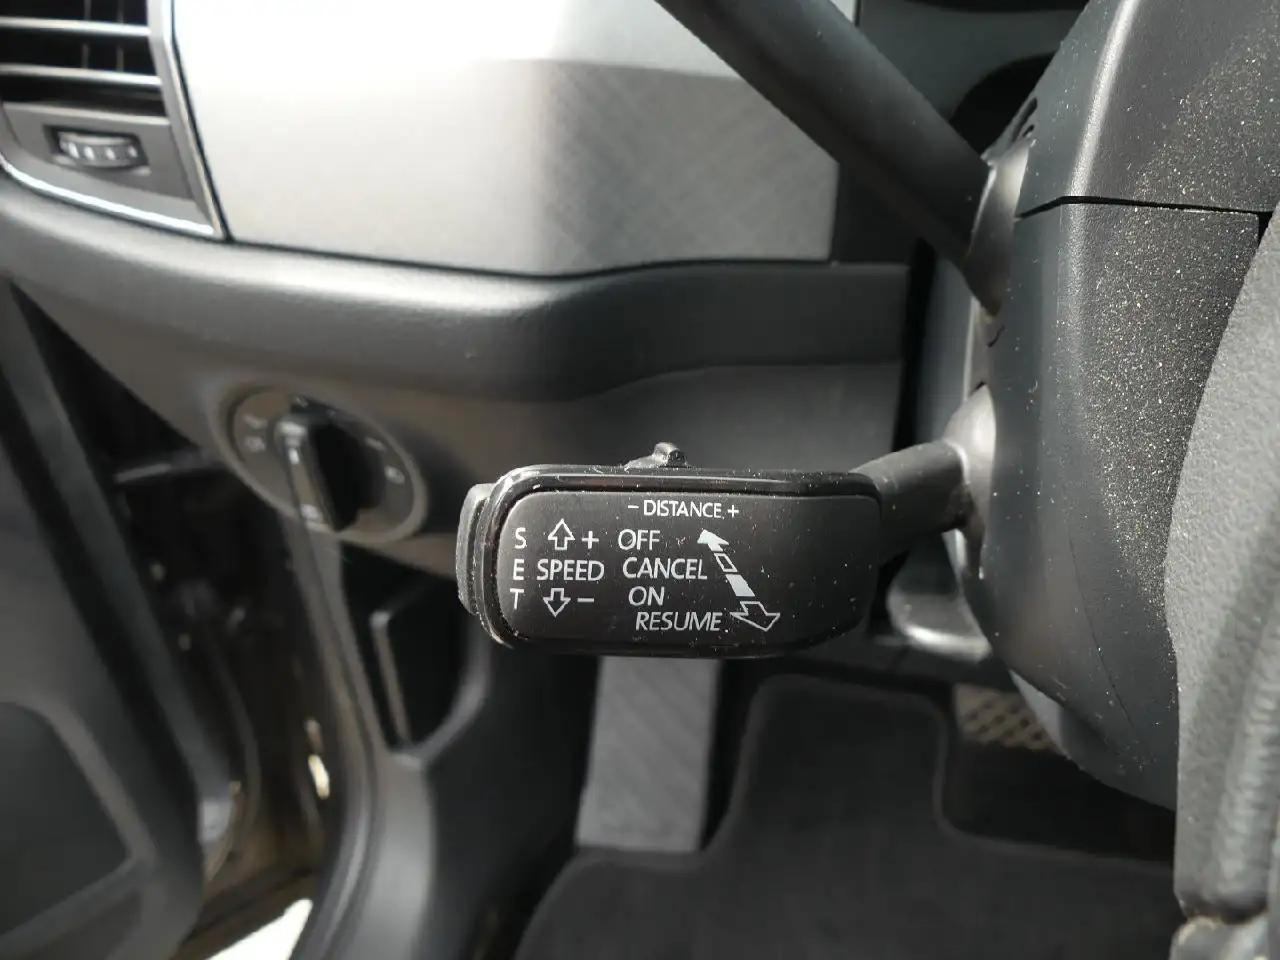 - DISTANCE +
S + OFF
E SPEED CANCEL
T - ON
RESUME